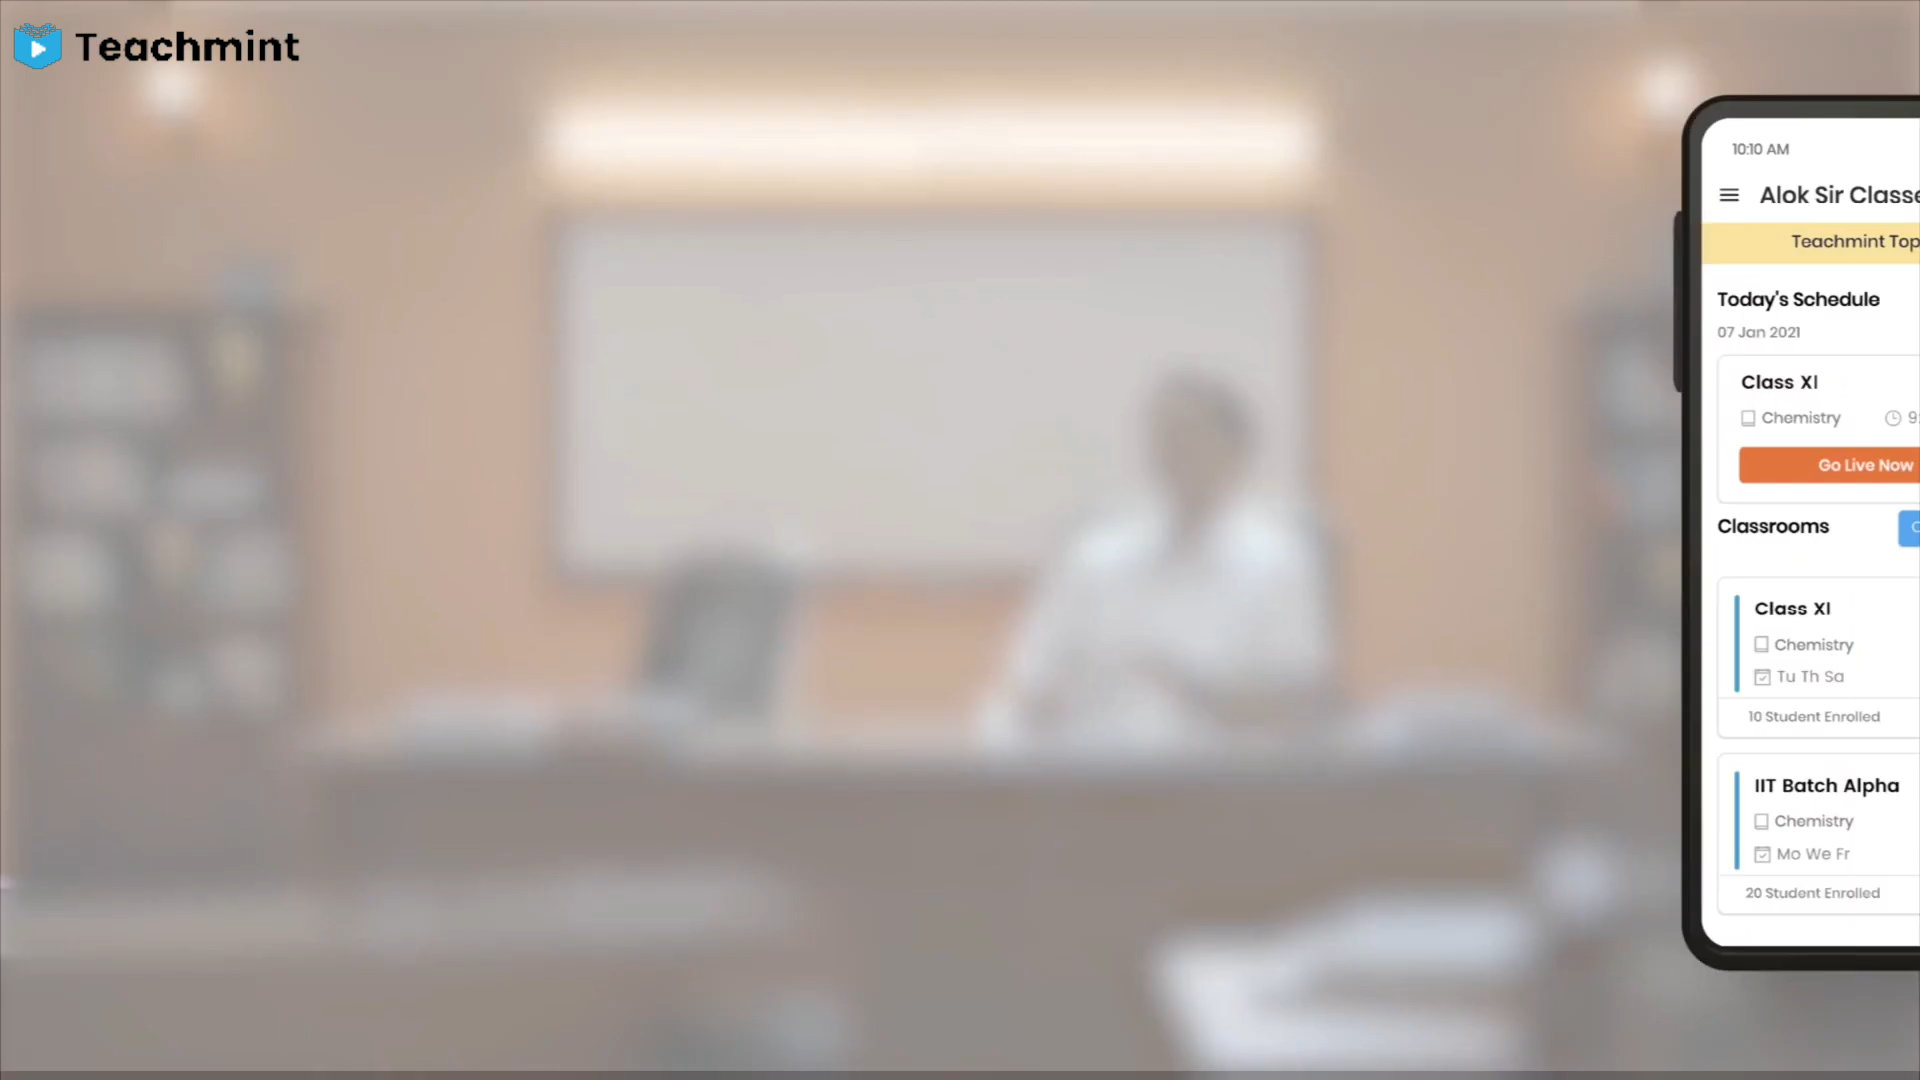 Teachmint
10:10 AM
Alok Sir Classe
Teachmint Top
Today's Schedule
07 Jan 2021
Class XI
Chemistry
9:
Go Live Now
Classrooms
Class XI
Chemistry
Tu Th Sa
10 Student Enrolled
IIT Batch Alpha
Chemistry
Mo We Fr
20 Student Enrolled